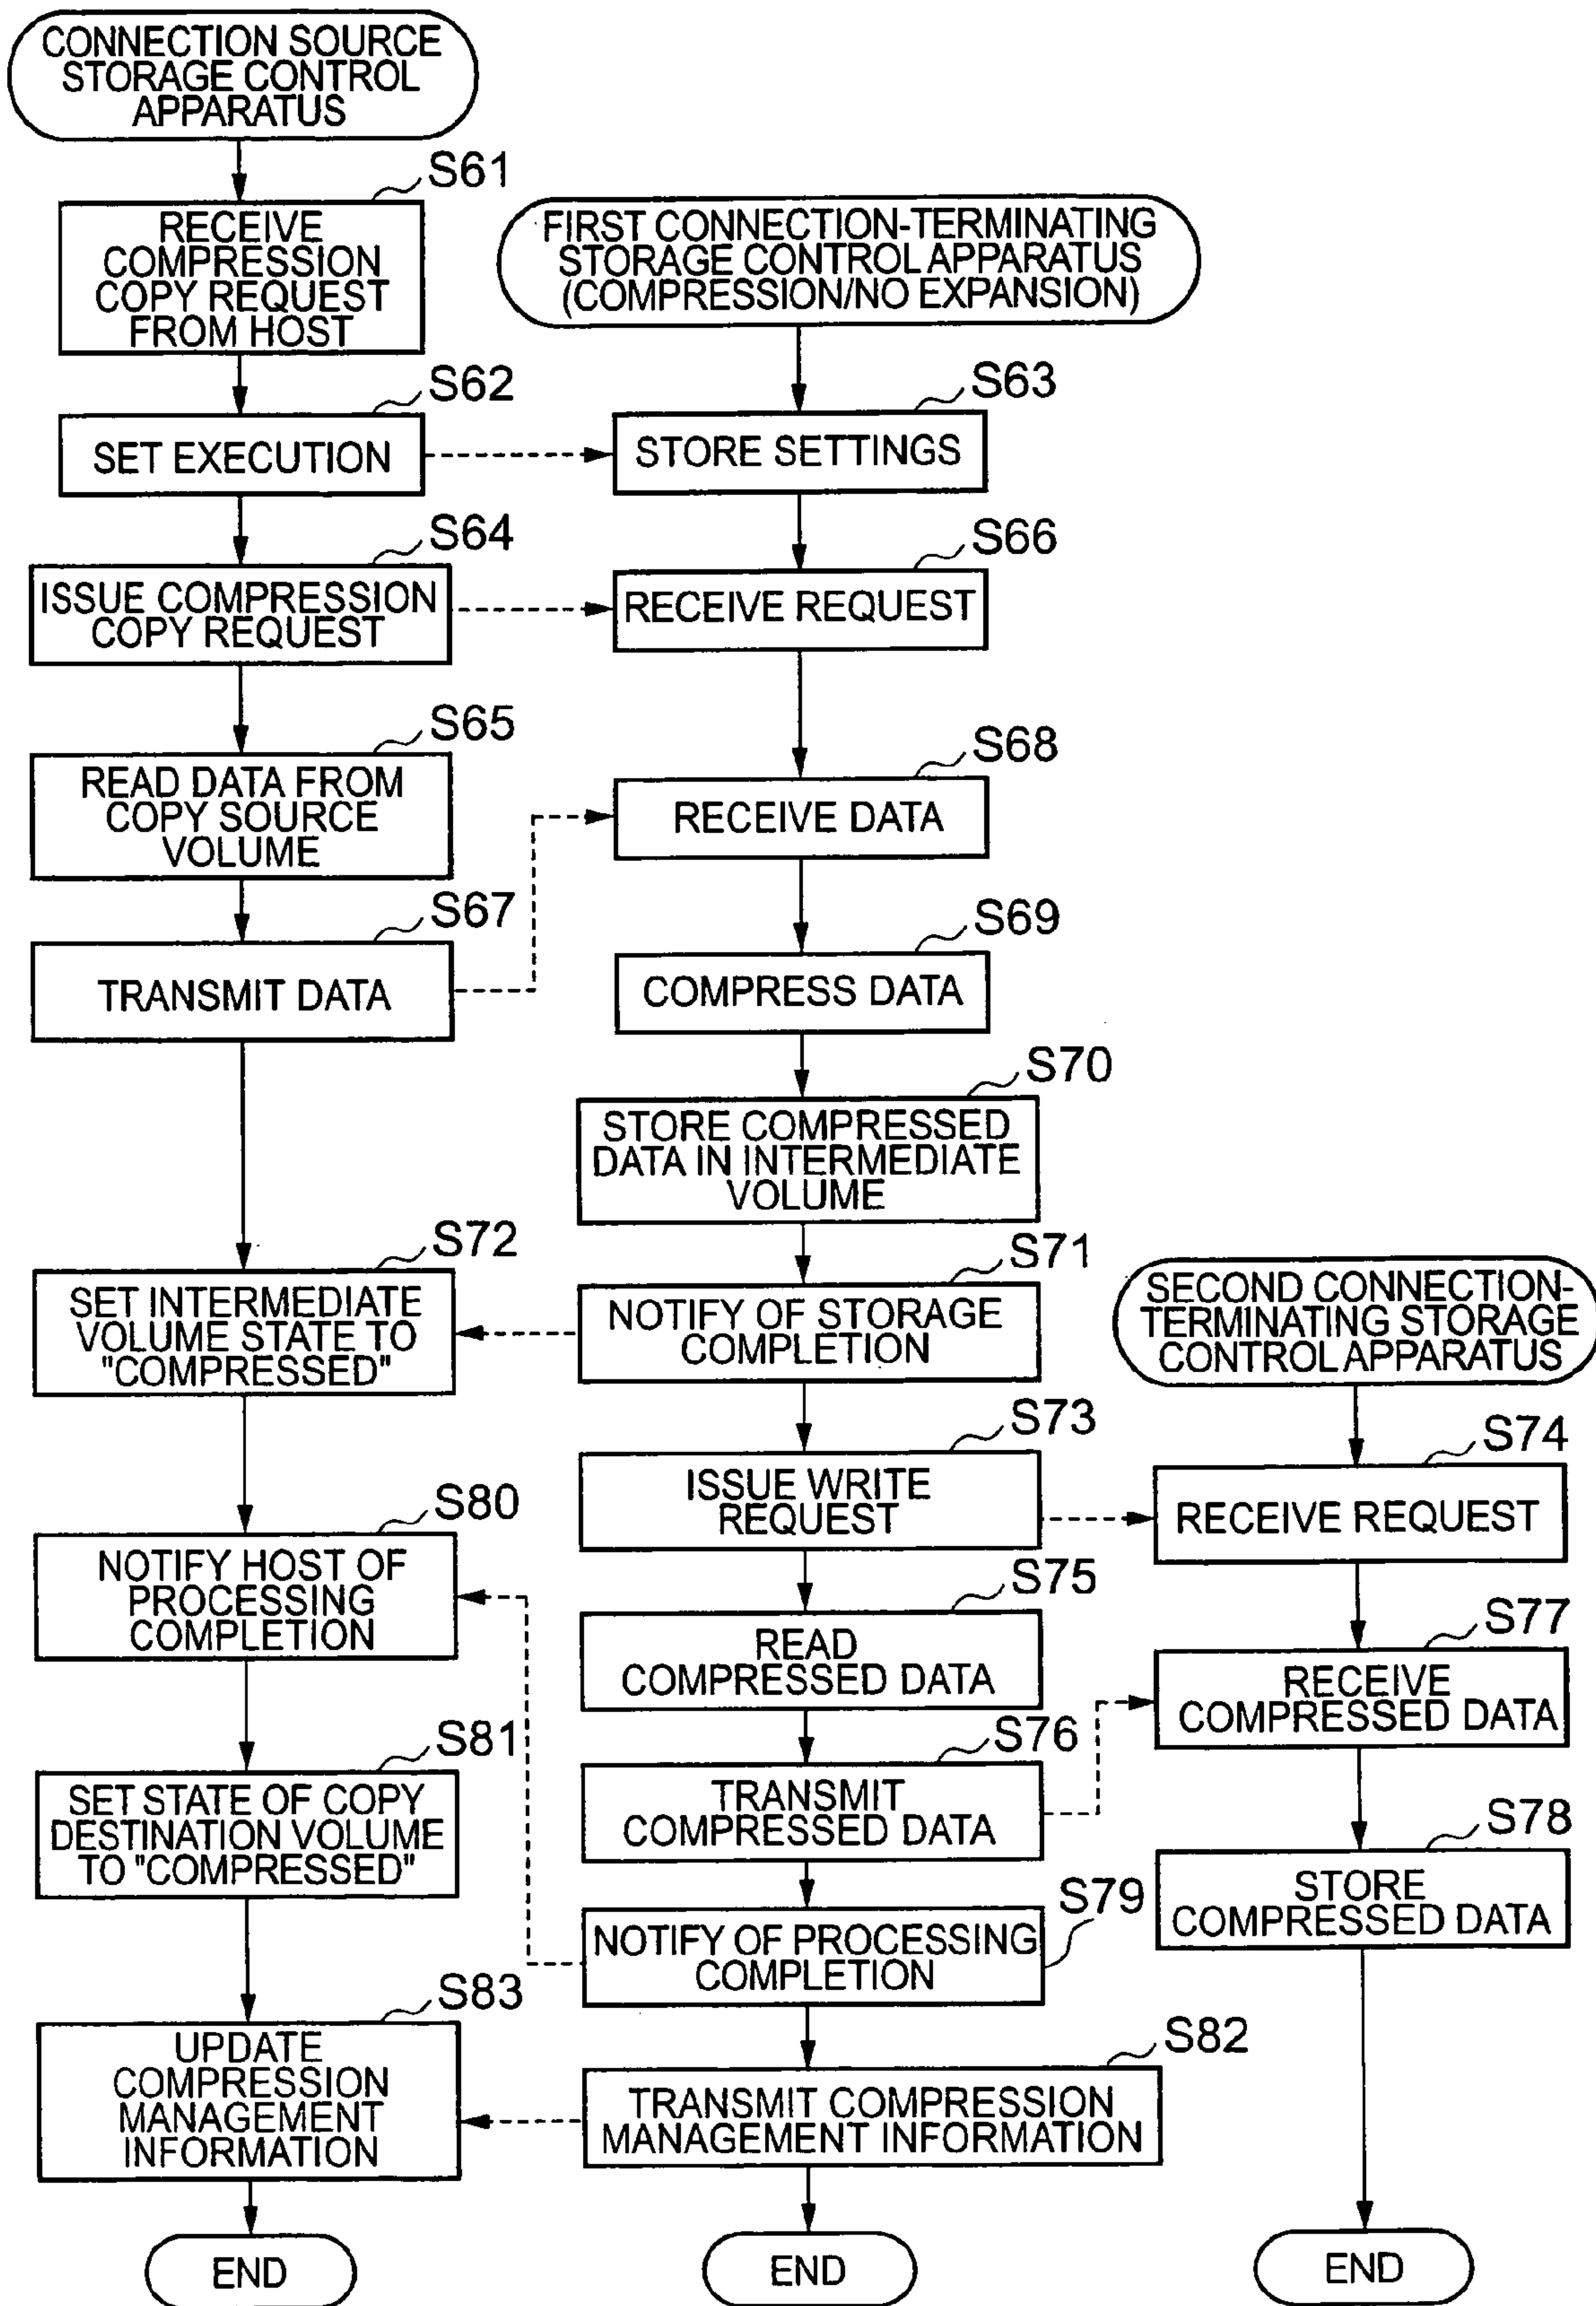 CONNECTION SOURCE
STORAGE CONTROL
APPARATUS
S61
RECEIVE
COMPRESSION
COPY REQUEST
FROM HOST
S62
SET EXECUTION
S64
ISSUE COMPRESSION
COPY REQUEST
S65
READ DATA FROM
COPY SOURCE
VOLUME
S67
TRANSMIT DATA
S72
SET INTERMEDIATE
VOLUME STATE TO
"COMPRESSED"
S80
NOTIFY HOST OF
PROCESSING
COMPLETION
S81
SET STATE OF COPY
DESTINATION VOLUME
TO "COMPRESSED"
S83
UPDATE
COMPRESSION
MANAGEMENT
INFORMATION
END
FIRST CONNECTION-TERMINATING
STORAGE CONTROL APPARATUS
(COMPRESSION/NO EXPANSION)
S63
STORE SETTINGS
S66
RECEIVE REQUEST
S68
RECEIVE DATA
S69
COMPRESS DATA
S70
STORE COMPRESSED
DATA IN INTERMEDIATE
VOLUME
S71
NOTIFY OF STORAGE
COMPLETION
S73
ISSUE WRITE
REQUEST
S75
READ
COMPRESSED DATA
S76
TRANSMIT
COMPRESSED DATA
S79
NOTIFY OF PROCESSING
COMPLETION
S82
TRANSMIT COMPRESSION
MANAGEMENT INFORMATION
END
SECOND CONNECTION-
TERMINATING STORAGE
CONTROL APPARATUS
S74
RECEIVE REQUEST
S77
RECEIVE
COMPRESSED DATA
S78
STORE
COMPRESSED DATA
END